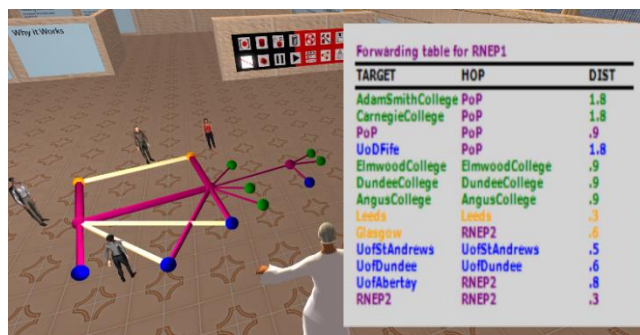 Why it Works
Forwarding table for RNEP1
TARGET HOP DIST
AdamSmithCollege PoP 1.8
CarnegieCollege PoP 1.8
PoP PoP .9
UoDFife PoP 1.8
ElmwoodCollege ElmwoodCollege .9
DundeeCollege DundeeCollege .9
AngusCollege AngusCollege .9
Leeds Leeds .3
Glasgow RNEP2 .6
UofStAndrews UofStAndrews .5
UofDundee UofDundee .6
UofAbertay RNEP2 .8
RNEP2 RNEP2 .3